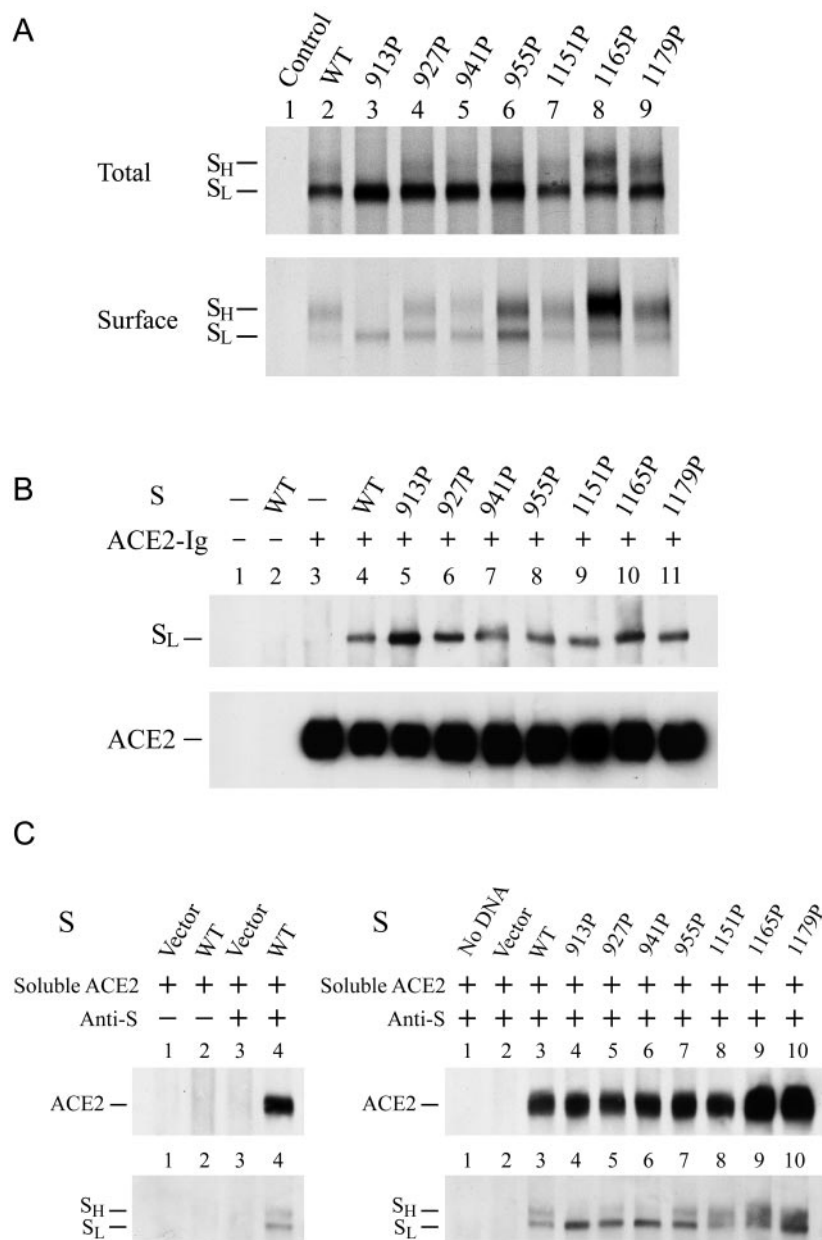 A
Control WT 913P 927P 941P 955P 1151P 1165P 1179P
1 2 3 4 5 6 7 8 9
Total
SH —
SL —
Surface
SH —
SL —
B
S — WT — WT 913P 927P 941P 955P 1151P 1165P 1179P
ACE2-Ig − − + + + + + + + + +
1 2 3 4 5 6 7 8 9 10 11
SL —
ACE2 —
C
S Vector WT Vector WT
Soluble ACE2 + + + +
Anti-S — — + +
1 2 3 4
ACE2 —
1 2 3 4
SH —
SL —
S No DNA Vector WT 913P 927P 941P 955P 1151P 1165P 1179P
Soluble ACE2 + + + + + + + + + +
Anti-S + + + + + + + + + +
1 2 3 4 5 6 7 8 9 10
ACE2 —
1 2 3 4 5 6 7 8 9 10
SH —
SL —